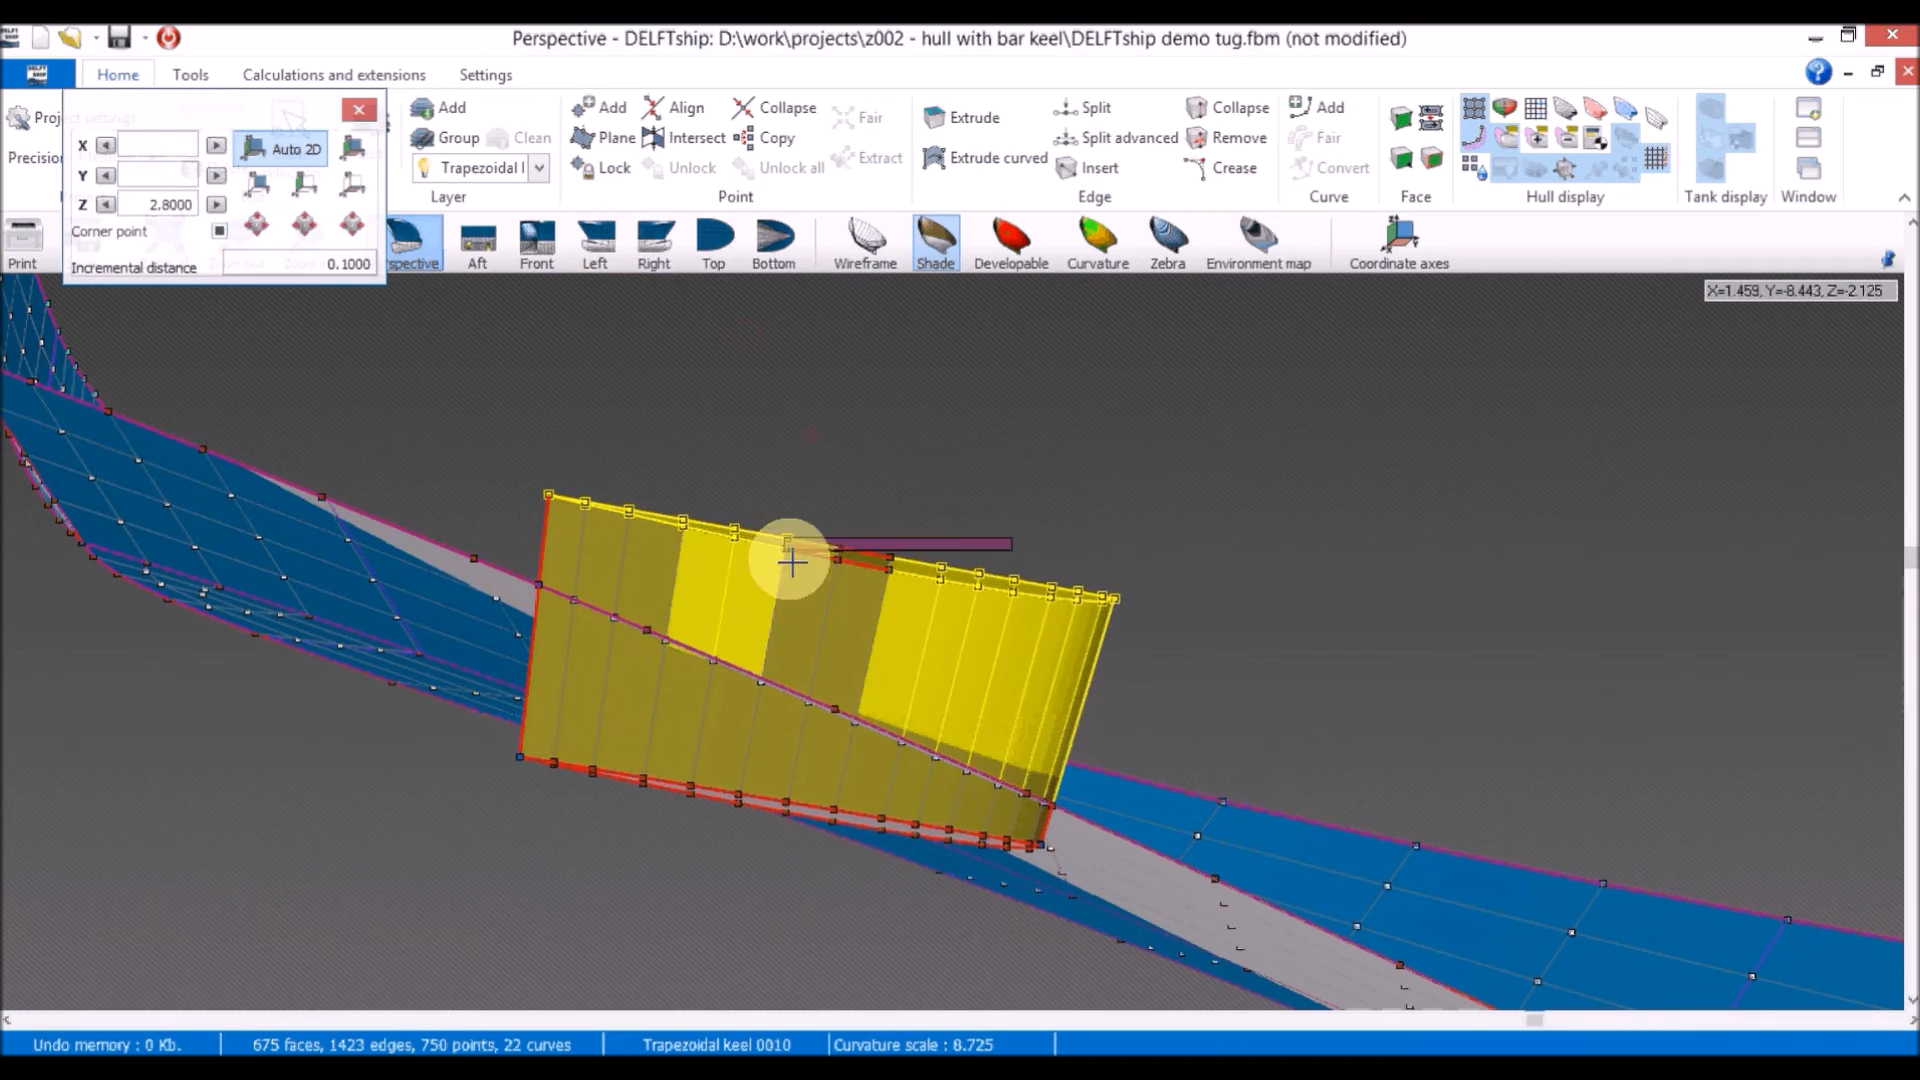 Perspective - DELFTship: D:\work\projects\z002 - hull with bar keel\DELFTship demo tug.fbm (not modified)
Home Tools Calculations and extensions Settings
X Auto 2D
Y
Z 2.8000
Corner point
Incremental distance 0.1000
Precision
Add
Group Clean
Trapezoidal
Layer
Add Align Collapse Fair
Plane Intersect Copy
Lock Unlock Unlock all Extract
Point
Extrude Split Collapse
Split advanced Remove
Extrude curved Insert Crease
Edge
Add
Fair
Convert
Curve
Face
Hull display
Tank display
Window
Print
spective Aft Front Left Right Top Bottom Wireframe Shade Developable Curvature Zebra Environment map Coordinate axes
X=1.459, Y=-8.443, Z=-2.125
Undo memory : 0 Kb. 675 faces, 1423 edges, 750 points, 22 curves Trapezoidal keel 0010 Curvature scale : 8.725